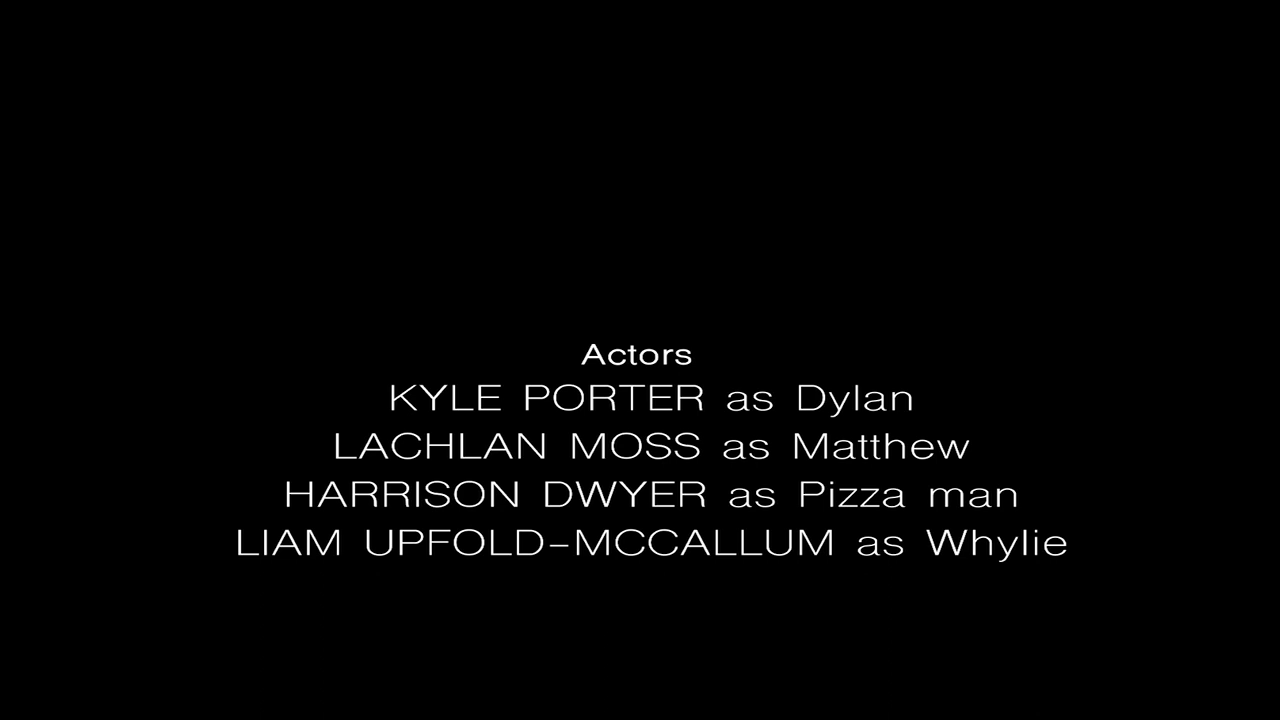 Actors
KYLE PORTER as Dylan
LACHLAN MOSS as Matthew
HARRISON DWYER as Pizza man
LIAM UPFOLD-MCCALLUM as Whylie